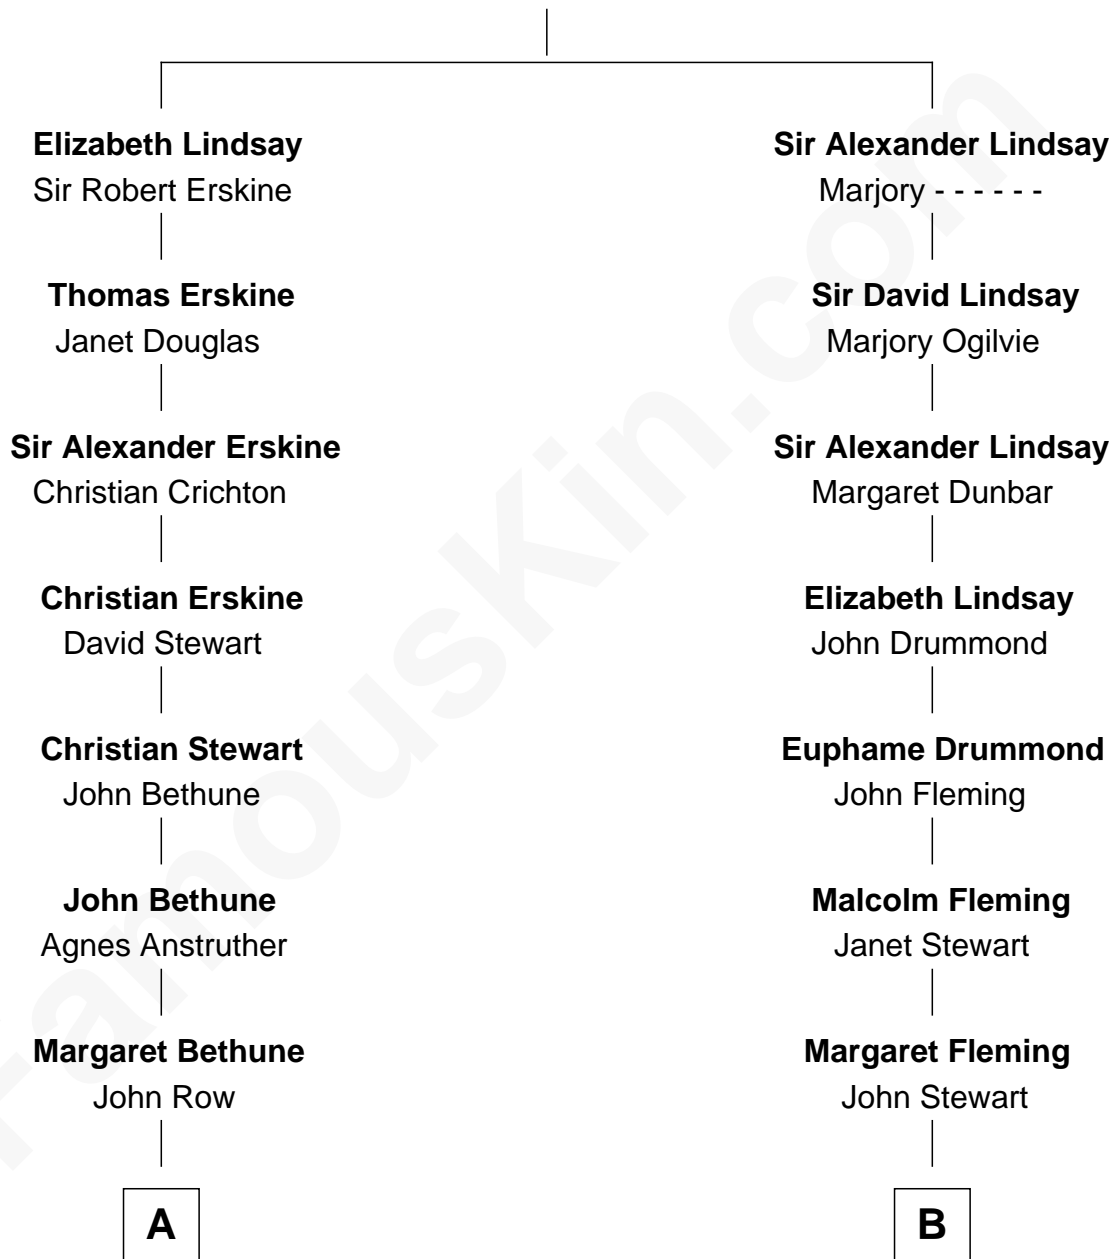 Elizabeth Lindsay
Sir Robert Erskine
Thomas Erskine
Janet Douglas
Sir Alexander Erskine
Christian Crichton
Christian Erskine
David Stewart
Christian Stewart
John Bethune
John Bethune
Agnes Anstruther
Margaret Bethune
John Row
A
Sir Alexander Lindsay
Marjory - - - - - -
Sir David Lindsay
Marjory Ogilvie
Sir Alexander Lindsay
Margaret Dunbar
Elizabeth Lindsay
John Drummond
Euphame Drummond
John Fleming
Malcolm Fleming
Janet Stewart
Margaret Fleming
John Stewart
B
FamousKin.com